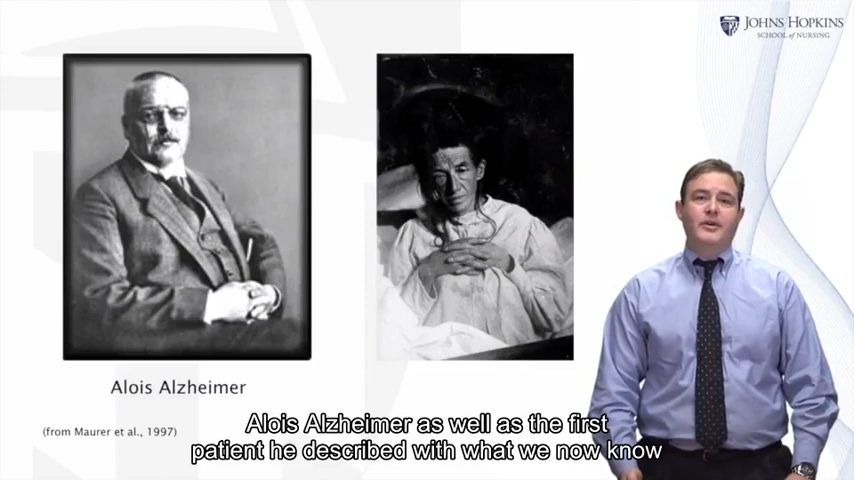 JOHNS HOPKINS
SCHOOL of NURSING
Alois Alzheimer
(from Maurer et al., 1997)
Alois Alzheimer as well as the first
patient he described with what we now know